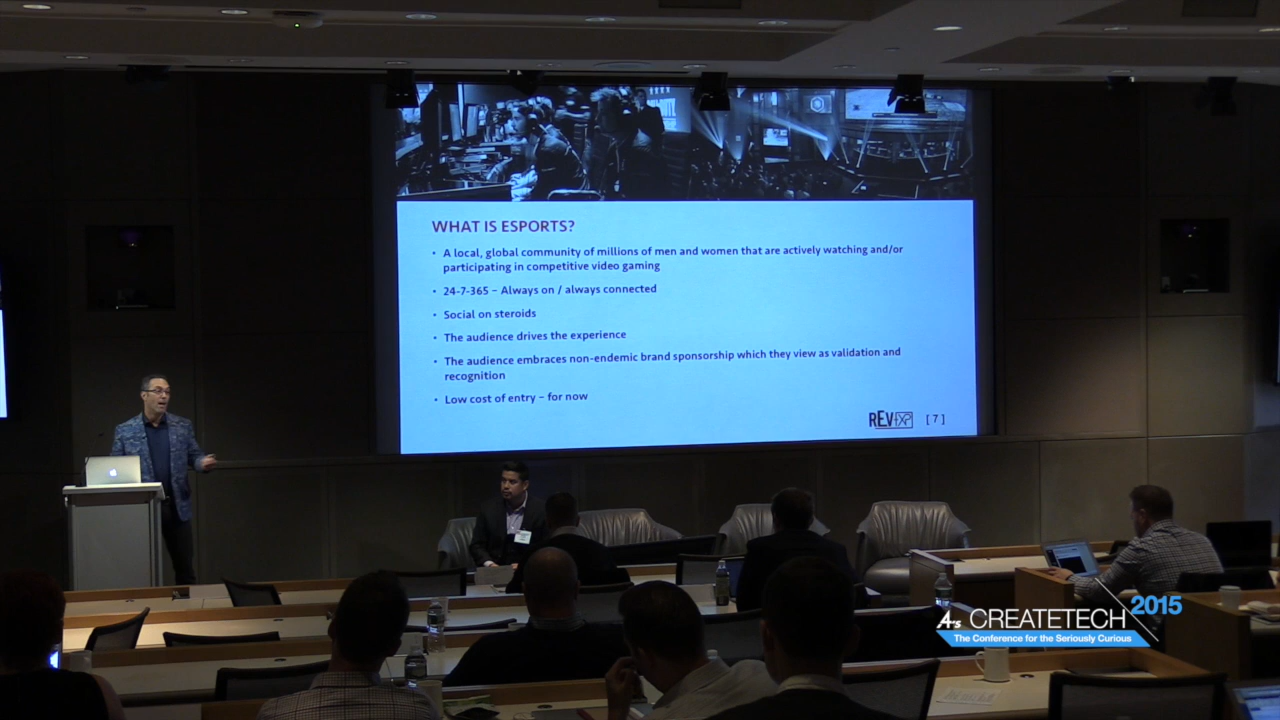 WHAT IS ESPORTS?
• A local, global community of millions of men and women that are actively watching and/or
participating in competitive video gaming
• 24-7-365 – Always on / always connected
• Social on steroids
• The audience drives the experience
• The audience embraces non-endemic brand sponsorship which they view as validation and
recognition
• Low cost of entry – for now
REV/XP [7]
4A's CREATETECH 2015
The Conference for the Seriously Curious